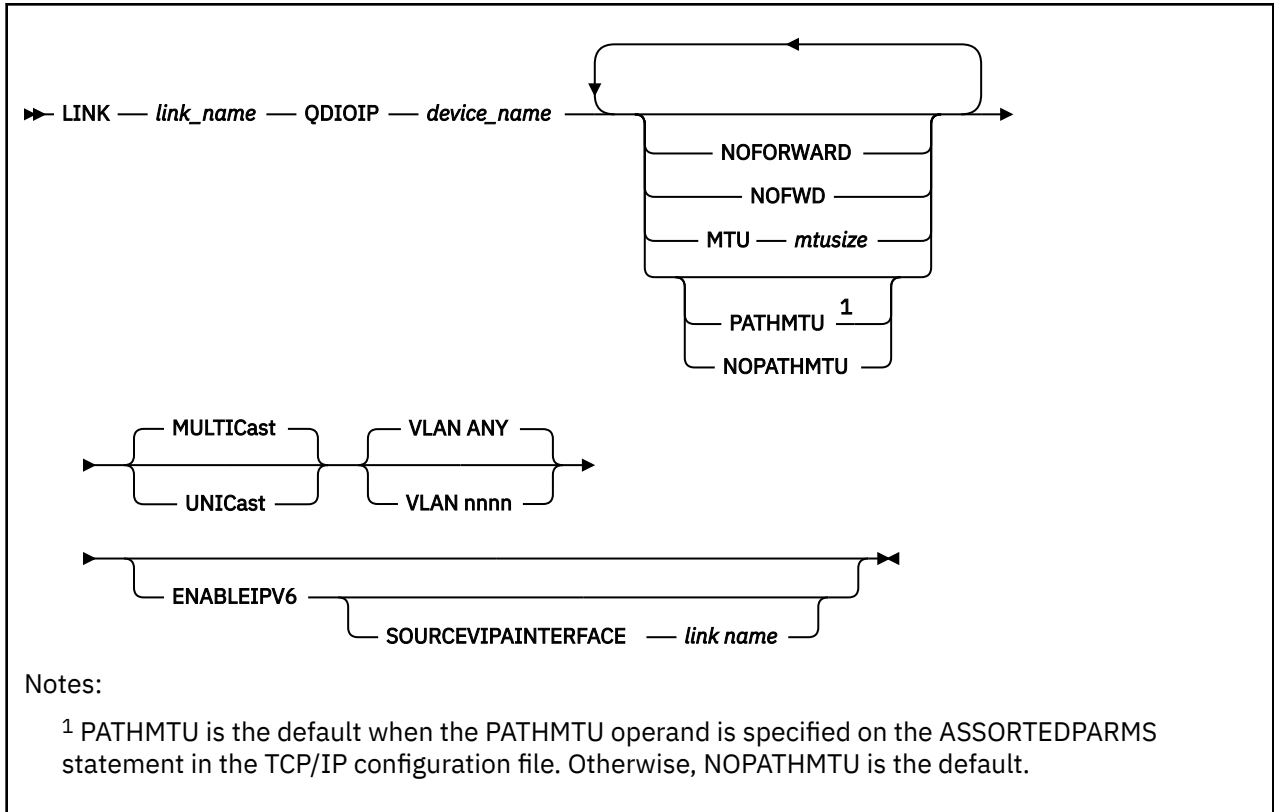 LINK link_name QDIOIP device_name
NOFORWARD
NOFWD
MTU mtusize
PATHMTU 1
NOPATHMTU
MULTICast VLAN ANY
UNICast VLAN nnnn
ENABLEIPV6
SOURCEVIPAINTERFACE link name
Notes:
1 PATHMTU is the default when the PATHMTU operand is specified on the ASSORTEDPARMS
statement in the TCP/IP configuration file. Otherwise, NOPATHMTU is the default.